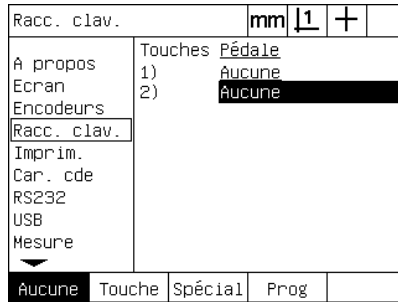 Racc. clav. mm 1
Touches Pédale
A propos
1) Aucune
Ecran
2) Aucune
Encodeurs
Racc. clav.
Imprim.
Car. cde
RS232
USB
Mesure
Aucune Touche Spécial Prog